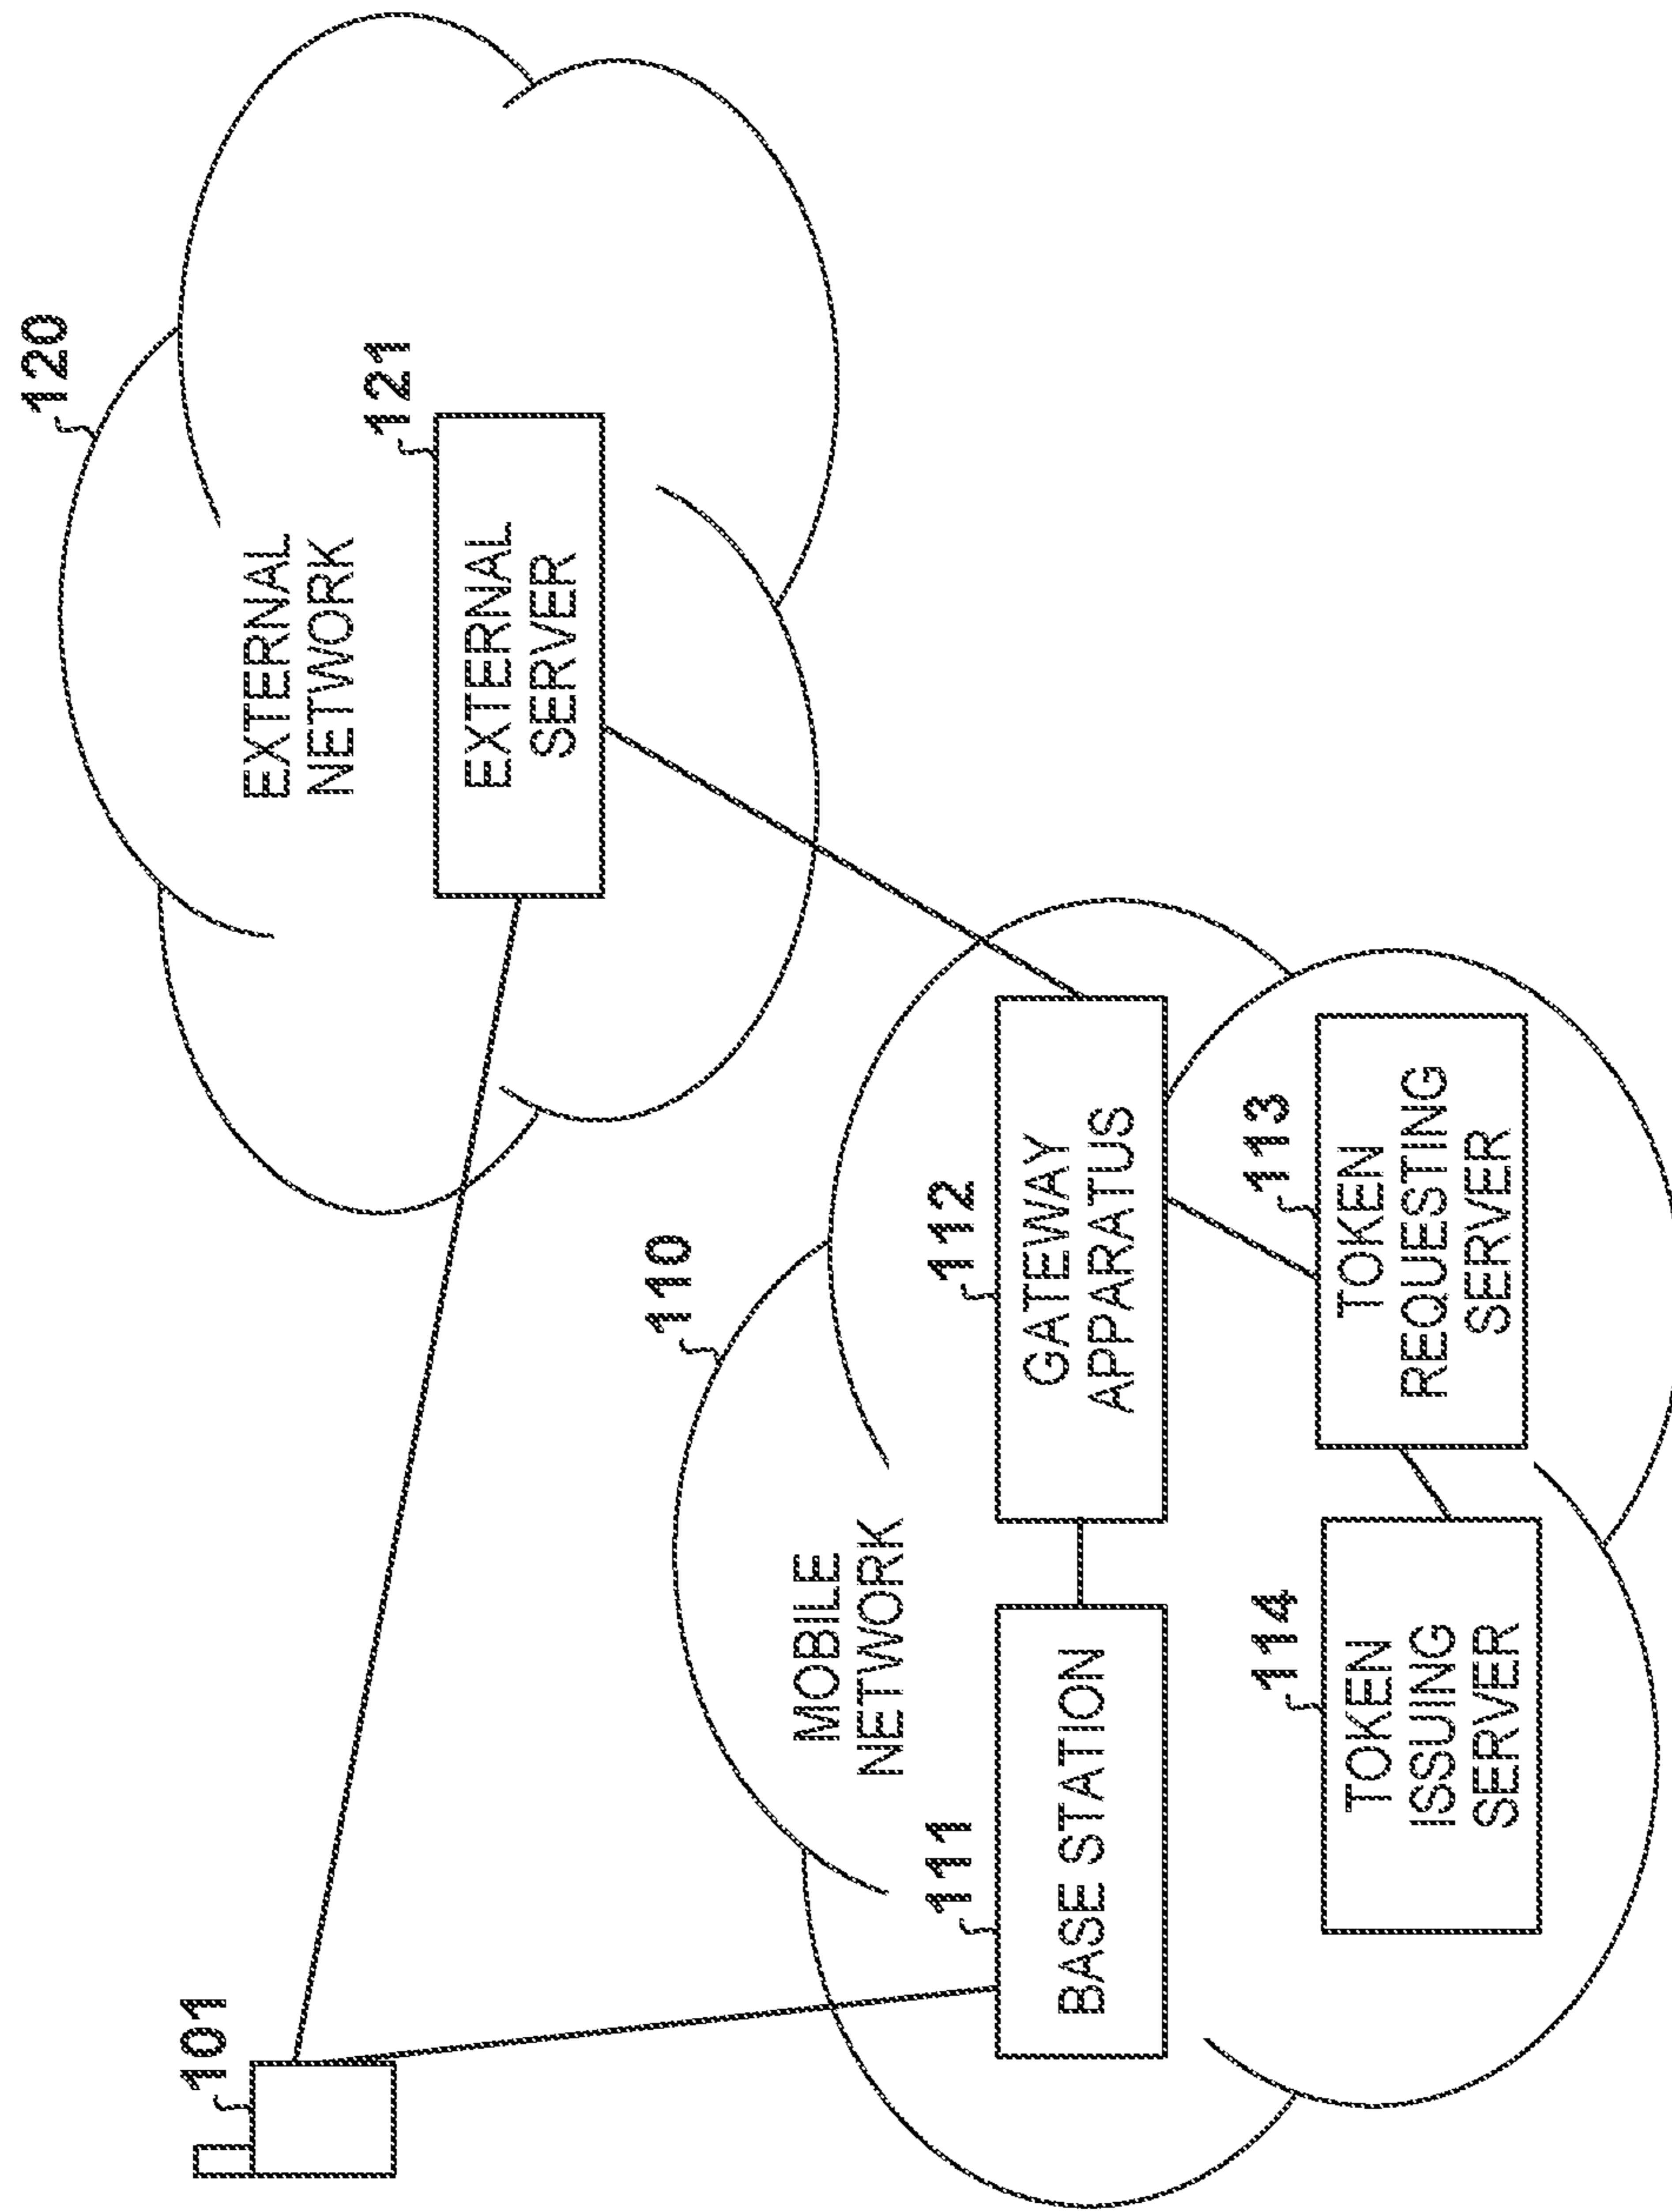 101
120
EXTERNAL
NETWORK
121
EXTERNAL
SERVER
110
MOBILE
NETWORK
111
BASE STATION
112
GATEWAY
APPARATUS
114
TOKEN
ISSUING
SERVER
113
TOKEN
REQUESTING
SERVER